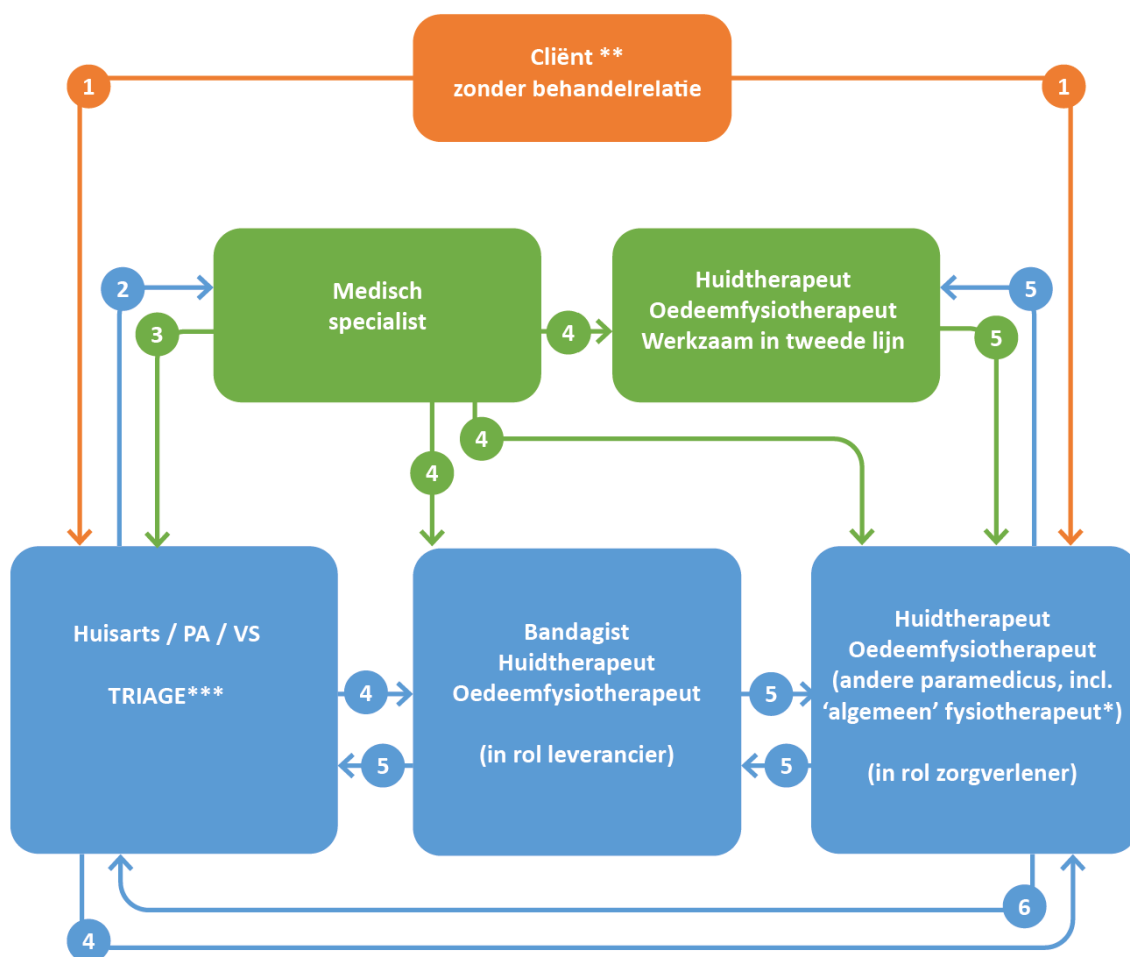 Cliënt **
zonder behandelrelatie
1
1
Medisch
specialist
Huidtherapeut
Oedeemfysiotherapeut
Werkzaam in tweede lijn
2
5
3
4
5
4
4
Huisarts / PA / VS
TRIAGE***
Bandagist
Huidtherapeut
Oedeemfysiotherapeut
(in rol leverancier)
Huidtherapeut
Oedeemfysiotherapeut
(andere paramedicus, incl.
‘algemeen’ fysiotherapeut*)
(in rol zorgverlener)
4
5
5
5
6
4